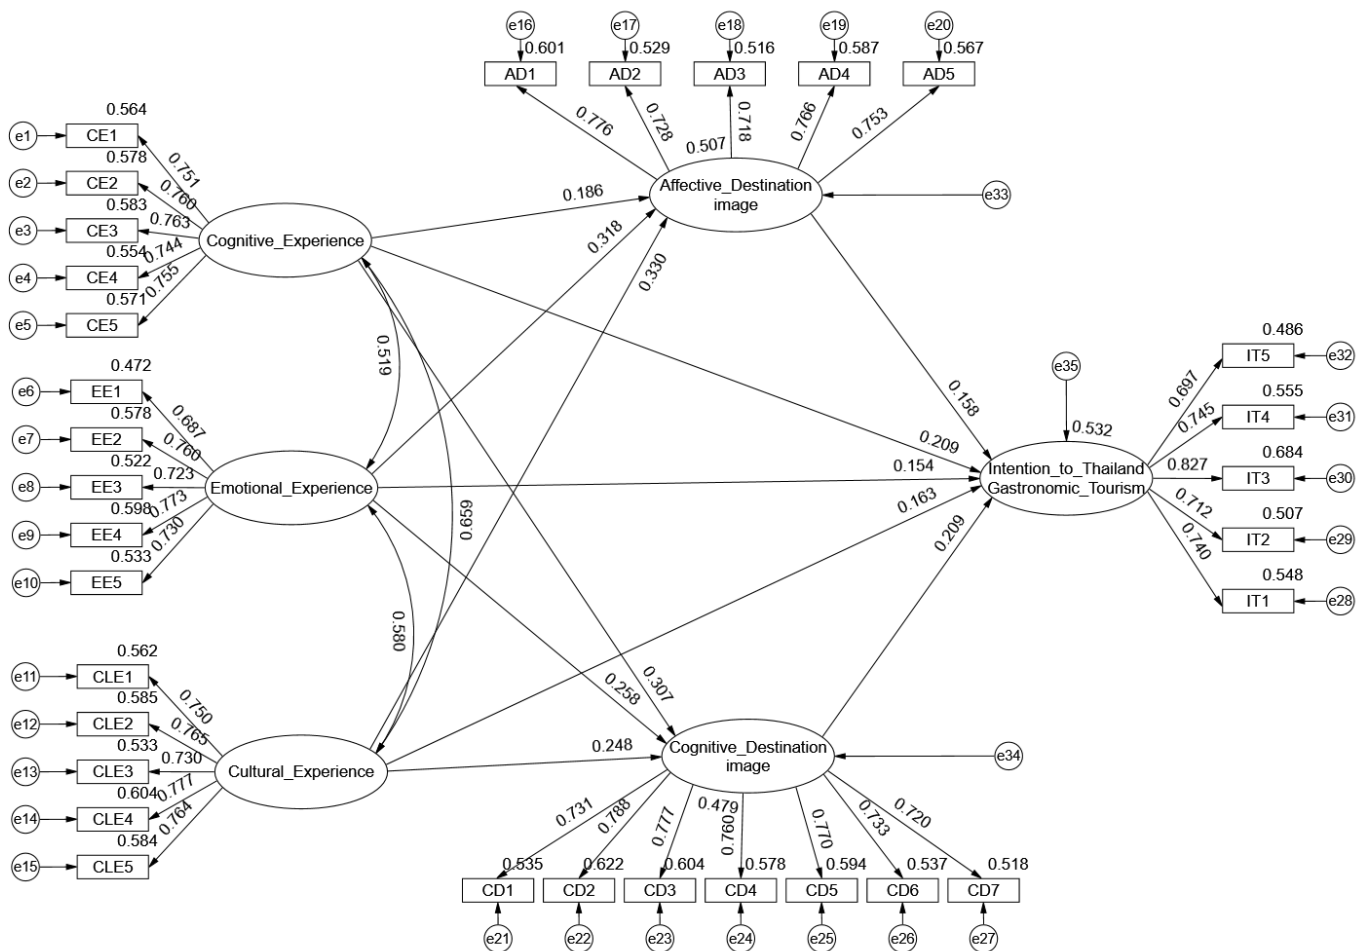 e16
e17
e18
e19
e20
0.601
0.529
0.516
0.587
0.567
AD1
AD2
AD3
AD4
AD5
0.776
0.728
0.718
0.766
0.753
0.507
Affective_Destination
image
e33
0.564
e1
CE1
0.578
e2
CE2
0.583
e3
CE3
0.554
e4
CE4
0.571
e5
CE5
0.751
0.760
0.763
0.744
0.755
Cognitive_Experience
0.186
0.318
0.330
0.519
0.472
e6
EE1
0.578
e7
EE2
0.522
e8
EE3
0.598
e9
EE4
0.533
e10
EE5
0.687
0.760
0.723
0.773
0.730
Emotional_Experience
0.659
0.580
0.158
0.209
0.154
0.163
0.209
e35
0.532
Intention_to_Thailand
Gastronomic_Tourism
0.697
0.745
0.827
0.712
0.740
0.486
IT5
e32
0.555
IT4
e31
0.684
IT3
e30
0.507
IT2
e29
0.548
IT1
e28
0.562
e11
CLE1
0.585
e12
CLE2
0.533
e13
CLE3
0.604
e14
CLE4
0.584
e15
CLE5
0.750
0.765
0.730
0.777
0.764
Cultural_Experience
0.307
0.258
0.248
Cognitive_Destination
image
e34
0.479
0.731
0.788
0.777
0.760
0.770
0.733
0.720
0.535
0.622
0.604
0.578
0.594
0.537
0.518
CD1
CD2
CD3
CD4
CD5
CD6
CD7
e21
e22
e23
e24
e25
e26
e27